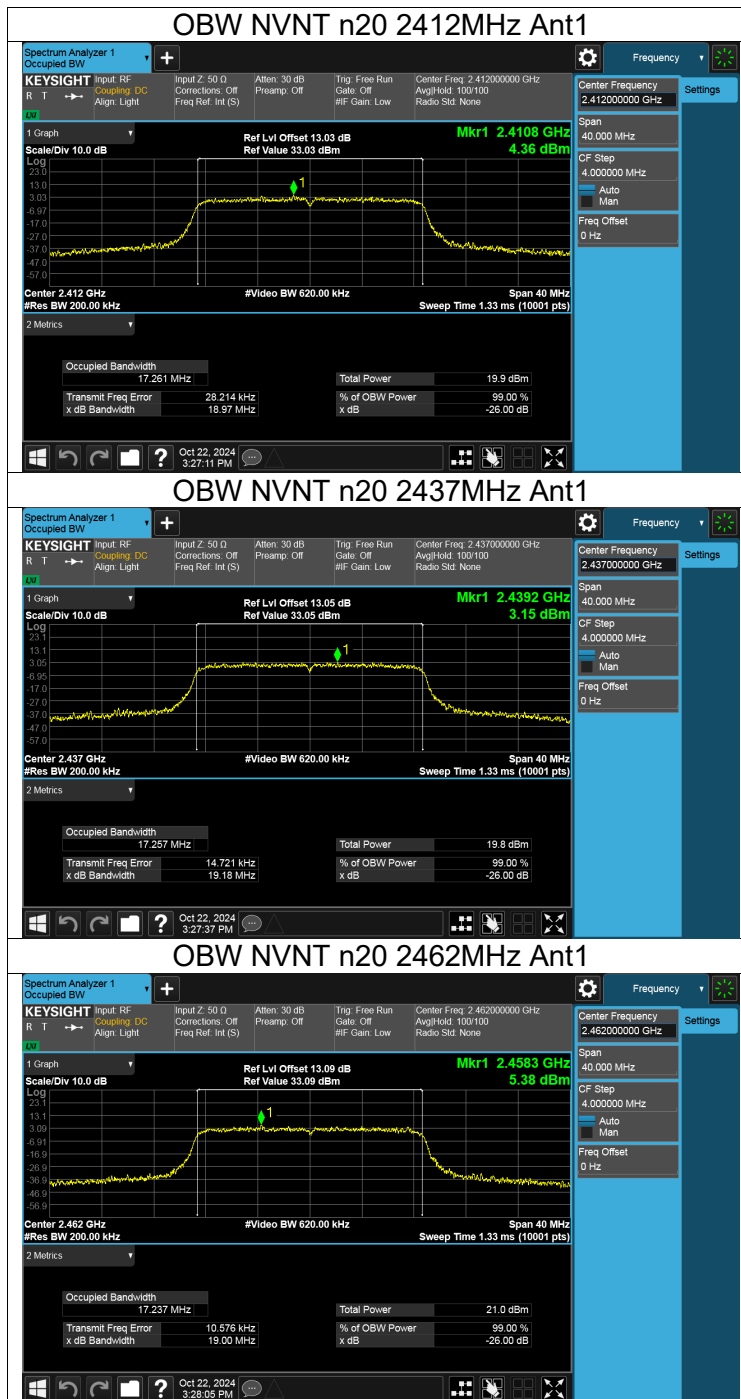 OBW NVNT n20 2412MHz Ant1
Spectrum Analyzer 1
Occupied BW
Frequency
KEYSIGHT
R T
LXI
Input: RF
Coupling: DC
Align: Light
Input Z: 50 Ω
Corrections: Off
Freq Ref: Int (S)
Atten: 30 dB
Preamp: Off
Trig: Free Run
Gate: Off
#IF Gain: Low
Center Freq: 2.412000000 GHz
Avg|Hold: 100/100
Radio Std: None
Center Frequency
2.412000000 GHz
Settings
Span
40.000 MHz
CF Step
4.000000 MHz
Auto
Man
Freq Offset
0 Hz
1 Graph
Scale/Div 10.0 dB
Ref Lvl Offset 13.03 dB
Ref Value 33.03 dBm
Mkr1 2.4108 GHz
4.36 dBm
Log
23.0
13.0
3.03
-6.97
-17.0
-27.0
-37.0
-47.0
-57.0
1
Center 2.412 GHz
#Res BW 200.00 kHz
#Video BW 620.00 kHz
Span 40 MHz
Sweep Time 1.33 ms (10001 pts)
2 Metrics
Occupied Bandwidth
17.261 MHz
Transmit Freq Error 28.214 kHz
x dB Bandwidth 18.97 MHz
Total Power 19.9 dBm
% of OBW Power 99.00 %
x dB -26.00 dB
Oct 22, 2024
3:27:11 PM
OBW NVNT n20 2437MHz Ant1
Spectrum Analyzer 1
Occupied BW
Frequency
KEYSIGHT
R T
LXI
Input: RF
Coupling: DC
Align: Light
Input Z: 50 Ω
Corrections: Off
Freq Ref: Int (S)
Atten: 30 dB
Preamp: Off
Trig: Free Run
Gate: Off
#IF Gain: Low
Center Freq: 2.437000000 GHz
Avg|Hold: 100/100
Radio Std: None
Center Frequency
2.437000000 GHz
Settings
Span
40.000 MHz
CF Step
4.000000 MHz
Auto
Man
Freq Offset
0 Hz
1 Graph
Scale/Div 10.0 dB
Ref Lvl Offset 13.05 dB
Ref Value 33.05 dBm
Mkr1 2.4392 GHz
3.15 dBm
Log
23.1
13.1
3.05
-6.95
-17.0
-27.0
-37.0
-47.0
-57.0
1
Center 2.437 GHz
#Res BW 200.00 kHz
#Video BW 620.00 kHz
Span 40 MHz
Sweep Time 1.33 ms (10001 pts)
2 Metrics
Occupied Bandwidth
17.257 MHz
Transmit Freq Error 14.721 kHz
x dB Bandwidth 19.18 MHz
Total Power 19.8 dBm
% of OBW Power 99.00 %
x dB -26.00 dB
Oct 22, 2024
3:27:37 PM
OBW NVNT n20 2462MHz Ant1
Spectrum Analyzer 1
Occupied BW
Frequency
KEYSIGHT
R T
LXI
Input: RF
Coupling: DC
Align: Light
Input Z: 50 Ω
Corrections: Off
Freq Ref: Int (S)
Atten: 30 dB
Preamp: Off
Trig: Free Run
Gate: Off
#IF Gain: Low
Center Freq: 2.462000000 GHz
Avg|Hold: 100/100
Radio Std: None
Center Frequency
2.462000000 GHz
Settings
Span
40.000 MHz
CF Step
4.000000 MHz
Auto
Man
Freq Offset
0 Hz
1 Graph
Scale/Div 10.0 dB
Ref Lvl Offset 13.09 dB
Ref Value 33.09 dBm
Mkr1 2.4583 GHz
5.38 dBm
Log
23.1
13.1
3.09
-6.91
-16.9
-26.9
-36.9
-46.9
-56.9
1
Center 2.462 GHz
#Res BW 200.00 kHz
#Video BW 620.00 kHz
Span 40 MHz
Sweep Time 1.33 ms (10001 pts)
2 Metrics
Occupied Bandwidth
17.237 MHz
Transmit Freq Error 10.576 kHz
x dB Bandwidth 19.00 MHz
Total Power 21.0 dBm
% of OBW Power 99.00 %
x dB -26.00 dB
Oct 22, 2024
3:28:05 PM